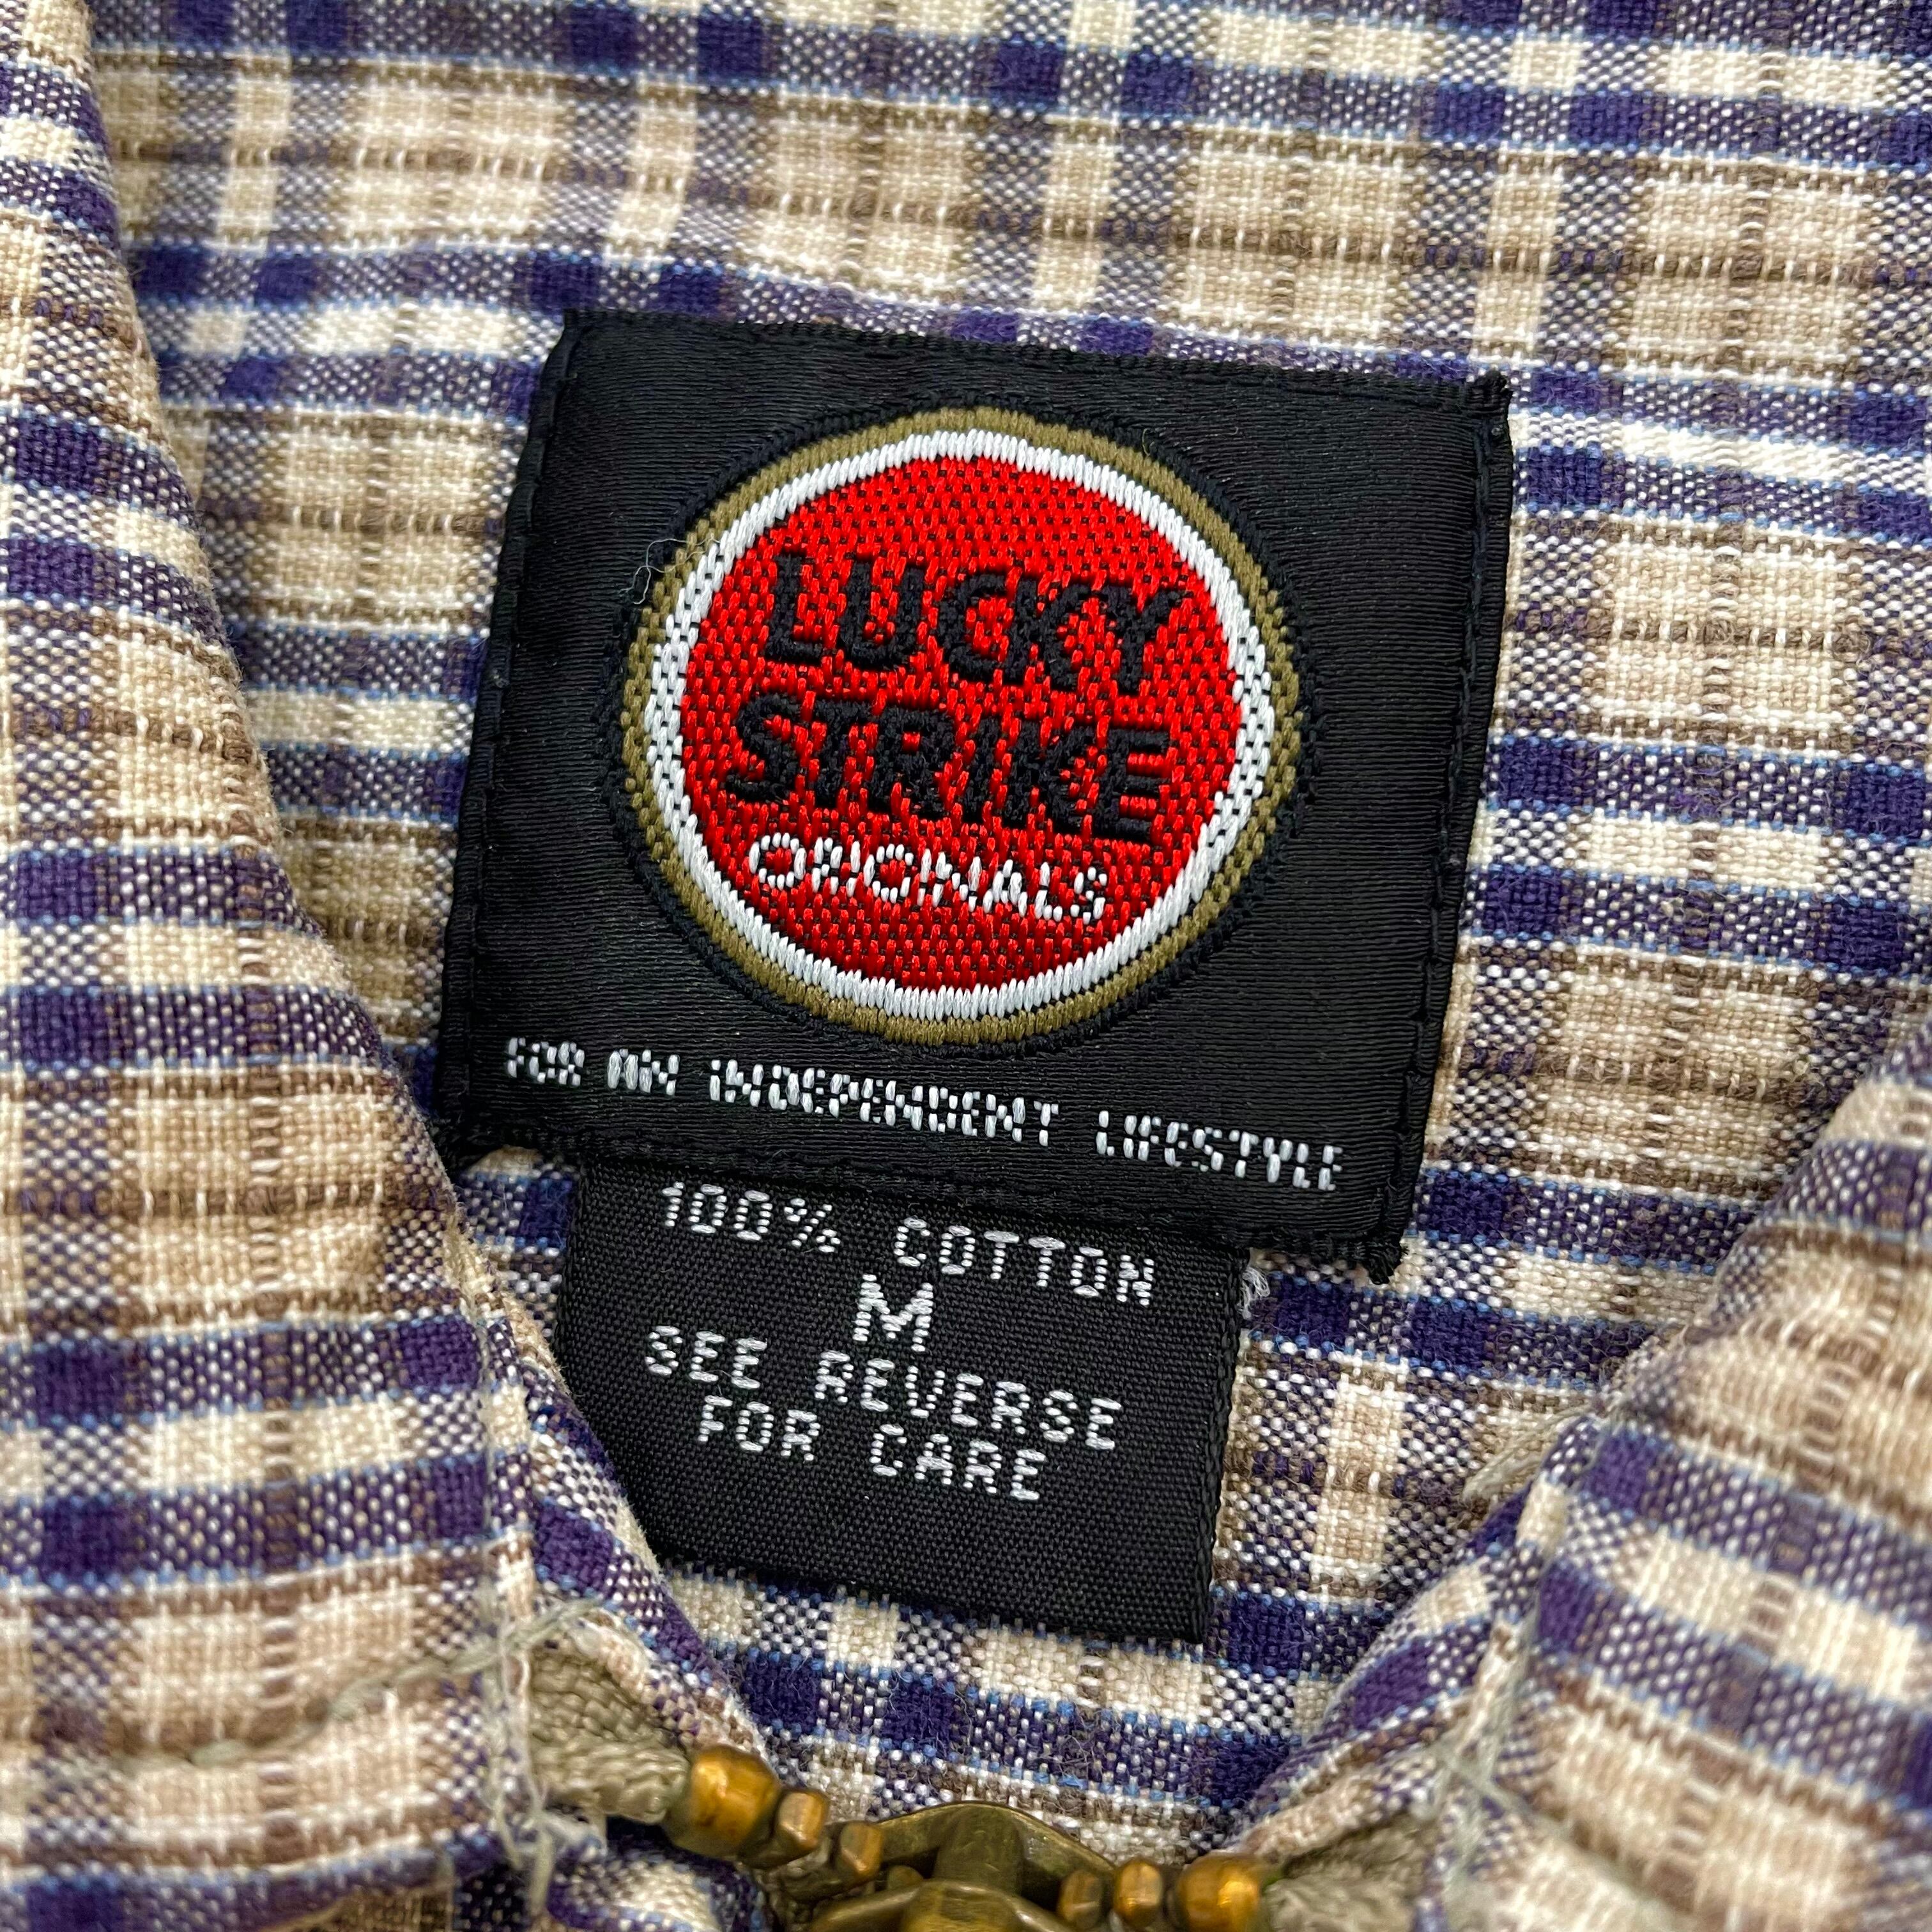 LUCKY
STRIKE
ORIGINALS
FOR AN INDEPENDENT LIFESTYLE
100% COTTON
M
SEE REVERSE
FOR CARE